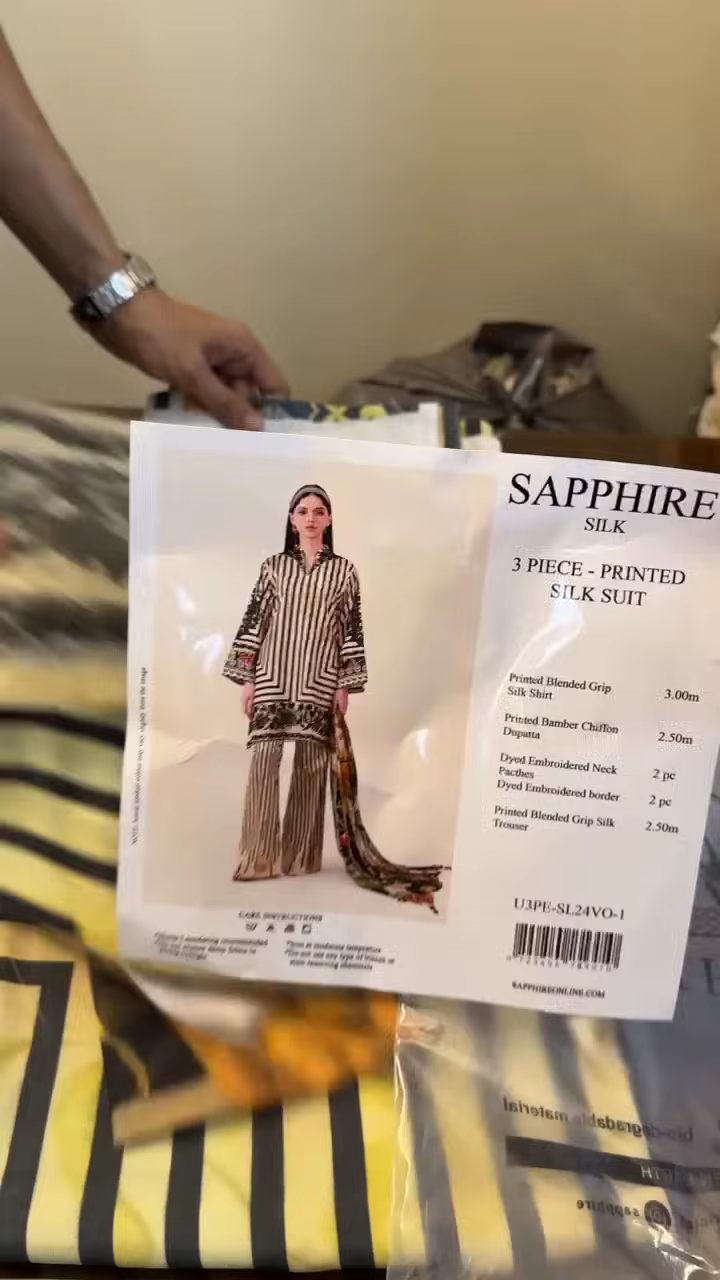 SAPPHIRE
SILK
3 PIECE - PRINTED
SILK SUIT
Printed Blended Grip
Silk Shirt 3.00m
Printed Bamber Chiffon
Dupatta 2.50m
Dyed Embroidered Neck
Pacthes 2 pc
Dyed Embroidered border 2 pc
Printed Blended Grip Silk
Trouser 2.50m
U3PE-SL24VO-1
SAPPHIREONLINE.COM
CARE INSTRUCTIONS
bio-degradable material
sapphire